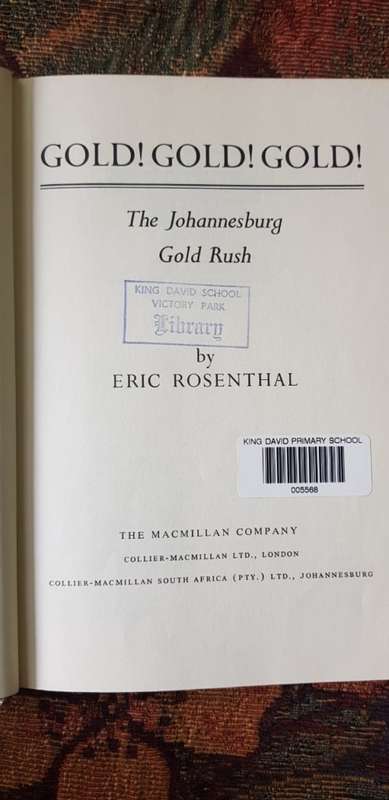 GOLD! GOLD! GOLD!
The Johannesburg
Gold Rush
KING DAVID SCHOOL
VICTORY PARK
Library
by
ERIC ROSENTHAL
KING DAVID PRIMARY SCHOOL
005568
THE MACMILLAN COMPANY
COLLIER-MACMILLAN LTD., LONDON
COLLIER-MACMILLAN SOUTH AFRICA (PTY.) LTD., JOHANNESBURG